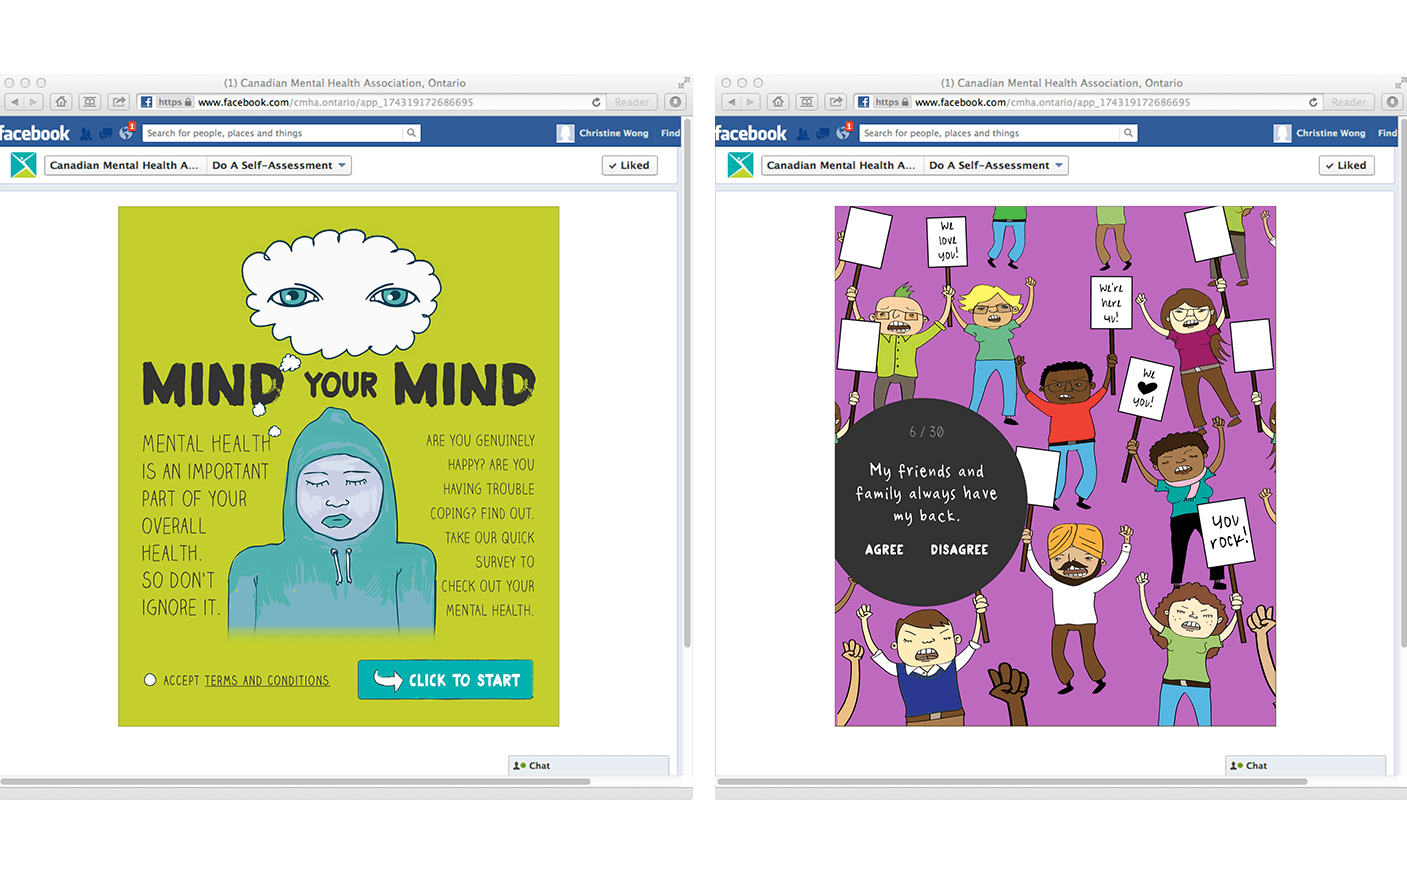 (1) Canadian Mental Health Association, Ontario
https www.facebook.com/cmha.ontario/app_174319172686695
Reader
facebook
1
Search for people, places and things
Christine Wong
Find
Canadian Mental Health A...
Do A Self-Assessment
✓ Liked
MIND YOUR MIND
MENTAL HEALTH
IS AN IMPORTANT
PART OF YOUR
OVERALL
HEALTH.
SO DON'T
IGNORE IT.
ARE YOU GENUINELY
HAPPY? ARE YOU
HAVING TROUBLE
COPING? FIND OUT.
TAKE OUR QUICK
SURVEY TO
CHECK OUT YOUR
MENTAL HEALTH.
ACCEPT TERMS AND CONDITIONS
CLICK TO START
Chat
(1) Canadian Mental Health Association, Ontario
https www.facebook.com/cmha.ontario/app_174319172686695
Reader
facebook
1
Search for people, places and things
Christine Wong
Find
Canadian Mental Health A...
Do A Self-Assessment
✓ Liked
We
love
you!
We're
here
4u!
We
♥
you!
6 / 30
My friends and
family always have
my back.
AGREE DISAGREE
you
rock!
Chat